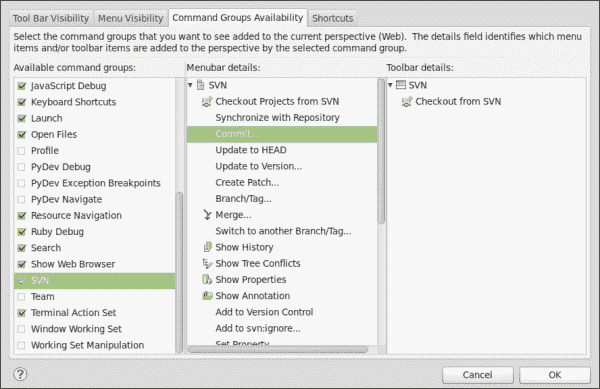 Tool Bar Visibility Menu Visibility Command Groups Availability Shortcuts
Select the command groups that you want to see added to the current perspective (Web). The details field identifies which menu
items and/or toolbar items are added to the perspective by the selected command group.
Available command groups:
JavaScript Debug
Keyboard Shortcuts
Launch
Open Files
Profile
PyDev Debug
PyDev Exception Breakpoints
PyDev Navigate
Resource Navigation
Ruby Debug
Search
Show Web Browser
SVN
Team
Terminal Action Set
Window Working Set
Working Set Manipulation
Menubar details:
SVN
Checkout Projects from SVN
Synchronize with Repository
Commit...
Update to HEAD
Update to Version...
Create Patch...
Branch/Tag...
Merge...
Switch to another Branch/Tag...
Show History
Show Tree Conflicts
Show Properties
Show Annotation
Add to Version Control
Add to svn:ignore...
Set Property
Toolbar details:
SVN
Checkout from SVN
?
Cancel
OK